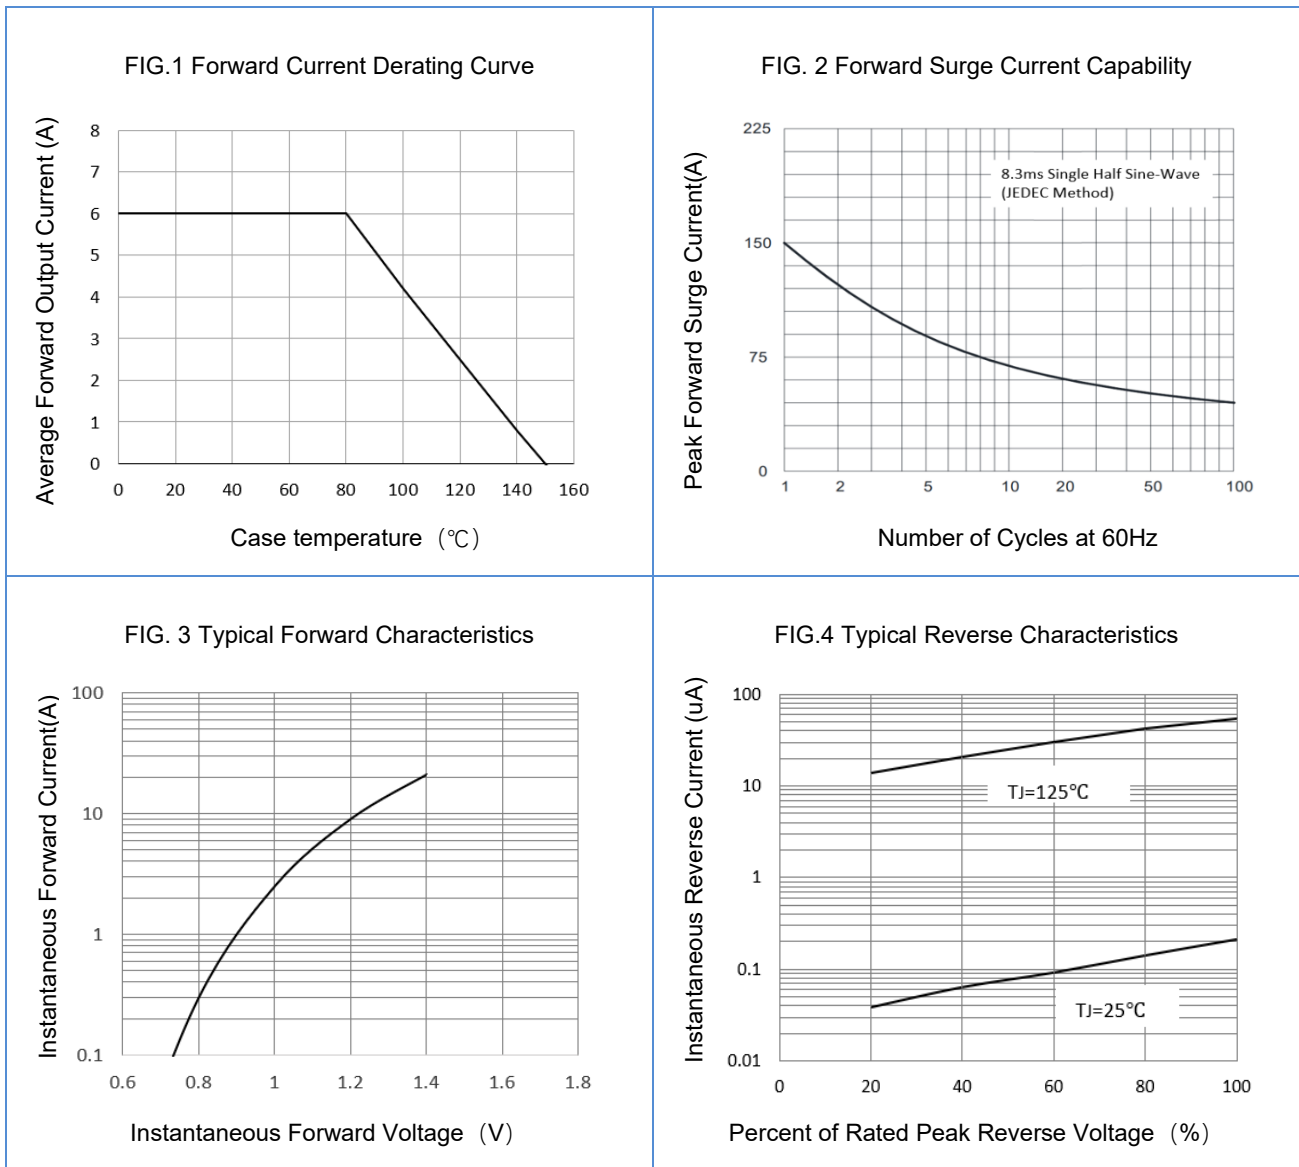 FIG.1 Forward Current Derating Curve
Average Forward Output Current (A)
8
7
6
5
4
3
2
1
0
0 20 40 60 80 100 120 140 160
Case temperature（℃）
FIG. 2 Forward Surge Current Capability
Peak Forward Surge Current(A)
225
8.3ms Single Half Sine-Wave
(JEDEC Method)
150
75
0
1 2 5 10 20 50 100
Number of Cycles at 60Hz
FIG. 3 Typical Forward Characteristics
Instantaneous Forward Current(A)
100
10
1
0.1
0.6 0.8 1 1.2 1.4 1.6 1.8
Instantaneous Forward Voltage（V）
FIG.4 Typical Reverse Characteristics
Instantaneous Reverse Current (uA)
100
10
TJ=125℃
1
0.1
TJ=25℃
0.01
0 20 40 60 80 100
Percent of Rated Peak Reverse Voltage（%）